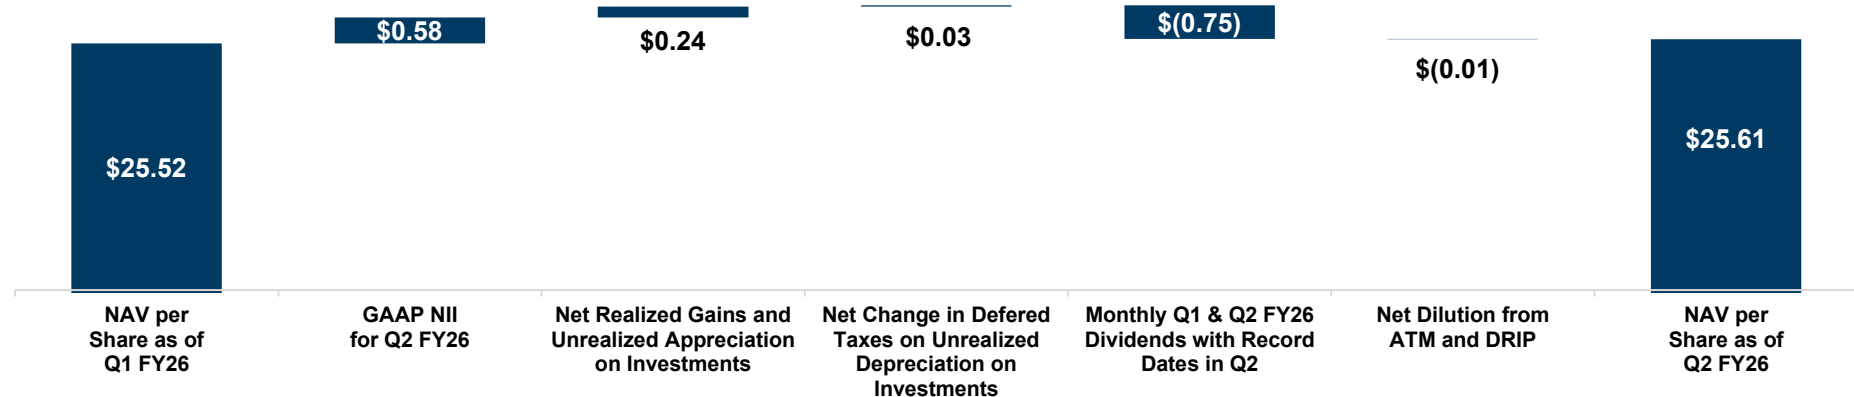 $25.52
$0.58
$0.24
$0.03
$(0.75)
$(0.01)
$25.61
NAV per
Share as of
Q1 FY26
GAAP NII
for Q2 FY26
Net Realized Gains and
Unrealized Appreciation
on Investments
Net Change in Defered
Taxes on Unrealized
Depreciation on
Investments
Monthly Q1 & Q2 FY26
Dividends with Record
Dates in Q2
Net Dilution from
ATM and DRIP
NAV per
Share as of
Q2 FY26